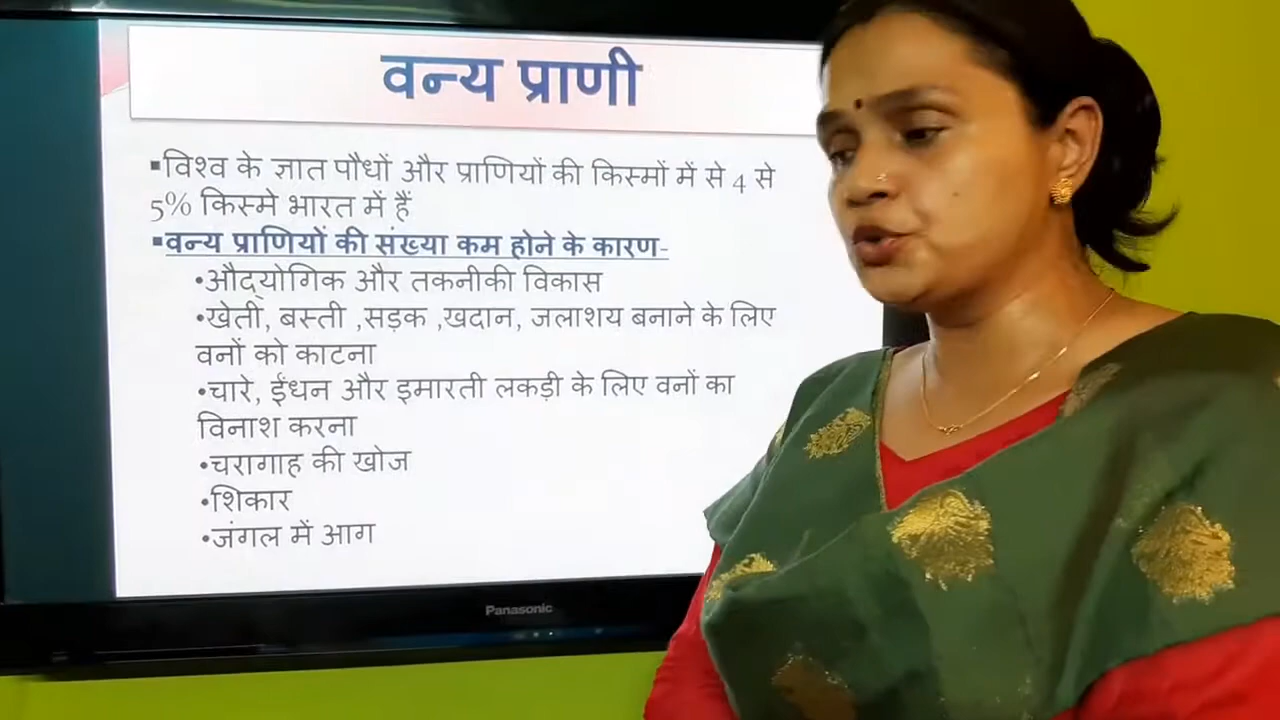 वन्य प्राणी
▪विश्व के ज्ञात पौधों और प्राणियों की किस्मों में से 4 से
5% किस्मे भारत में हैं
▪वन्य प्राणियों की संख्या कम होने के कारण-
•औद्योगिक और तकनीकी विकास
•खेती, बस्ती ,सड़क ,खदान, जलाशय बनाने के लिए
वनों को काटना
•चारे, ईंधन और इमारती लकड़ी के लिए वनों का
विनाश करना
•चरागाह की खोज
•शिकार
•जंगल में आग
Panasonic